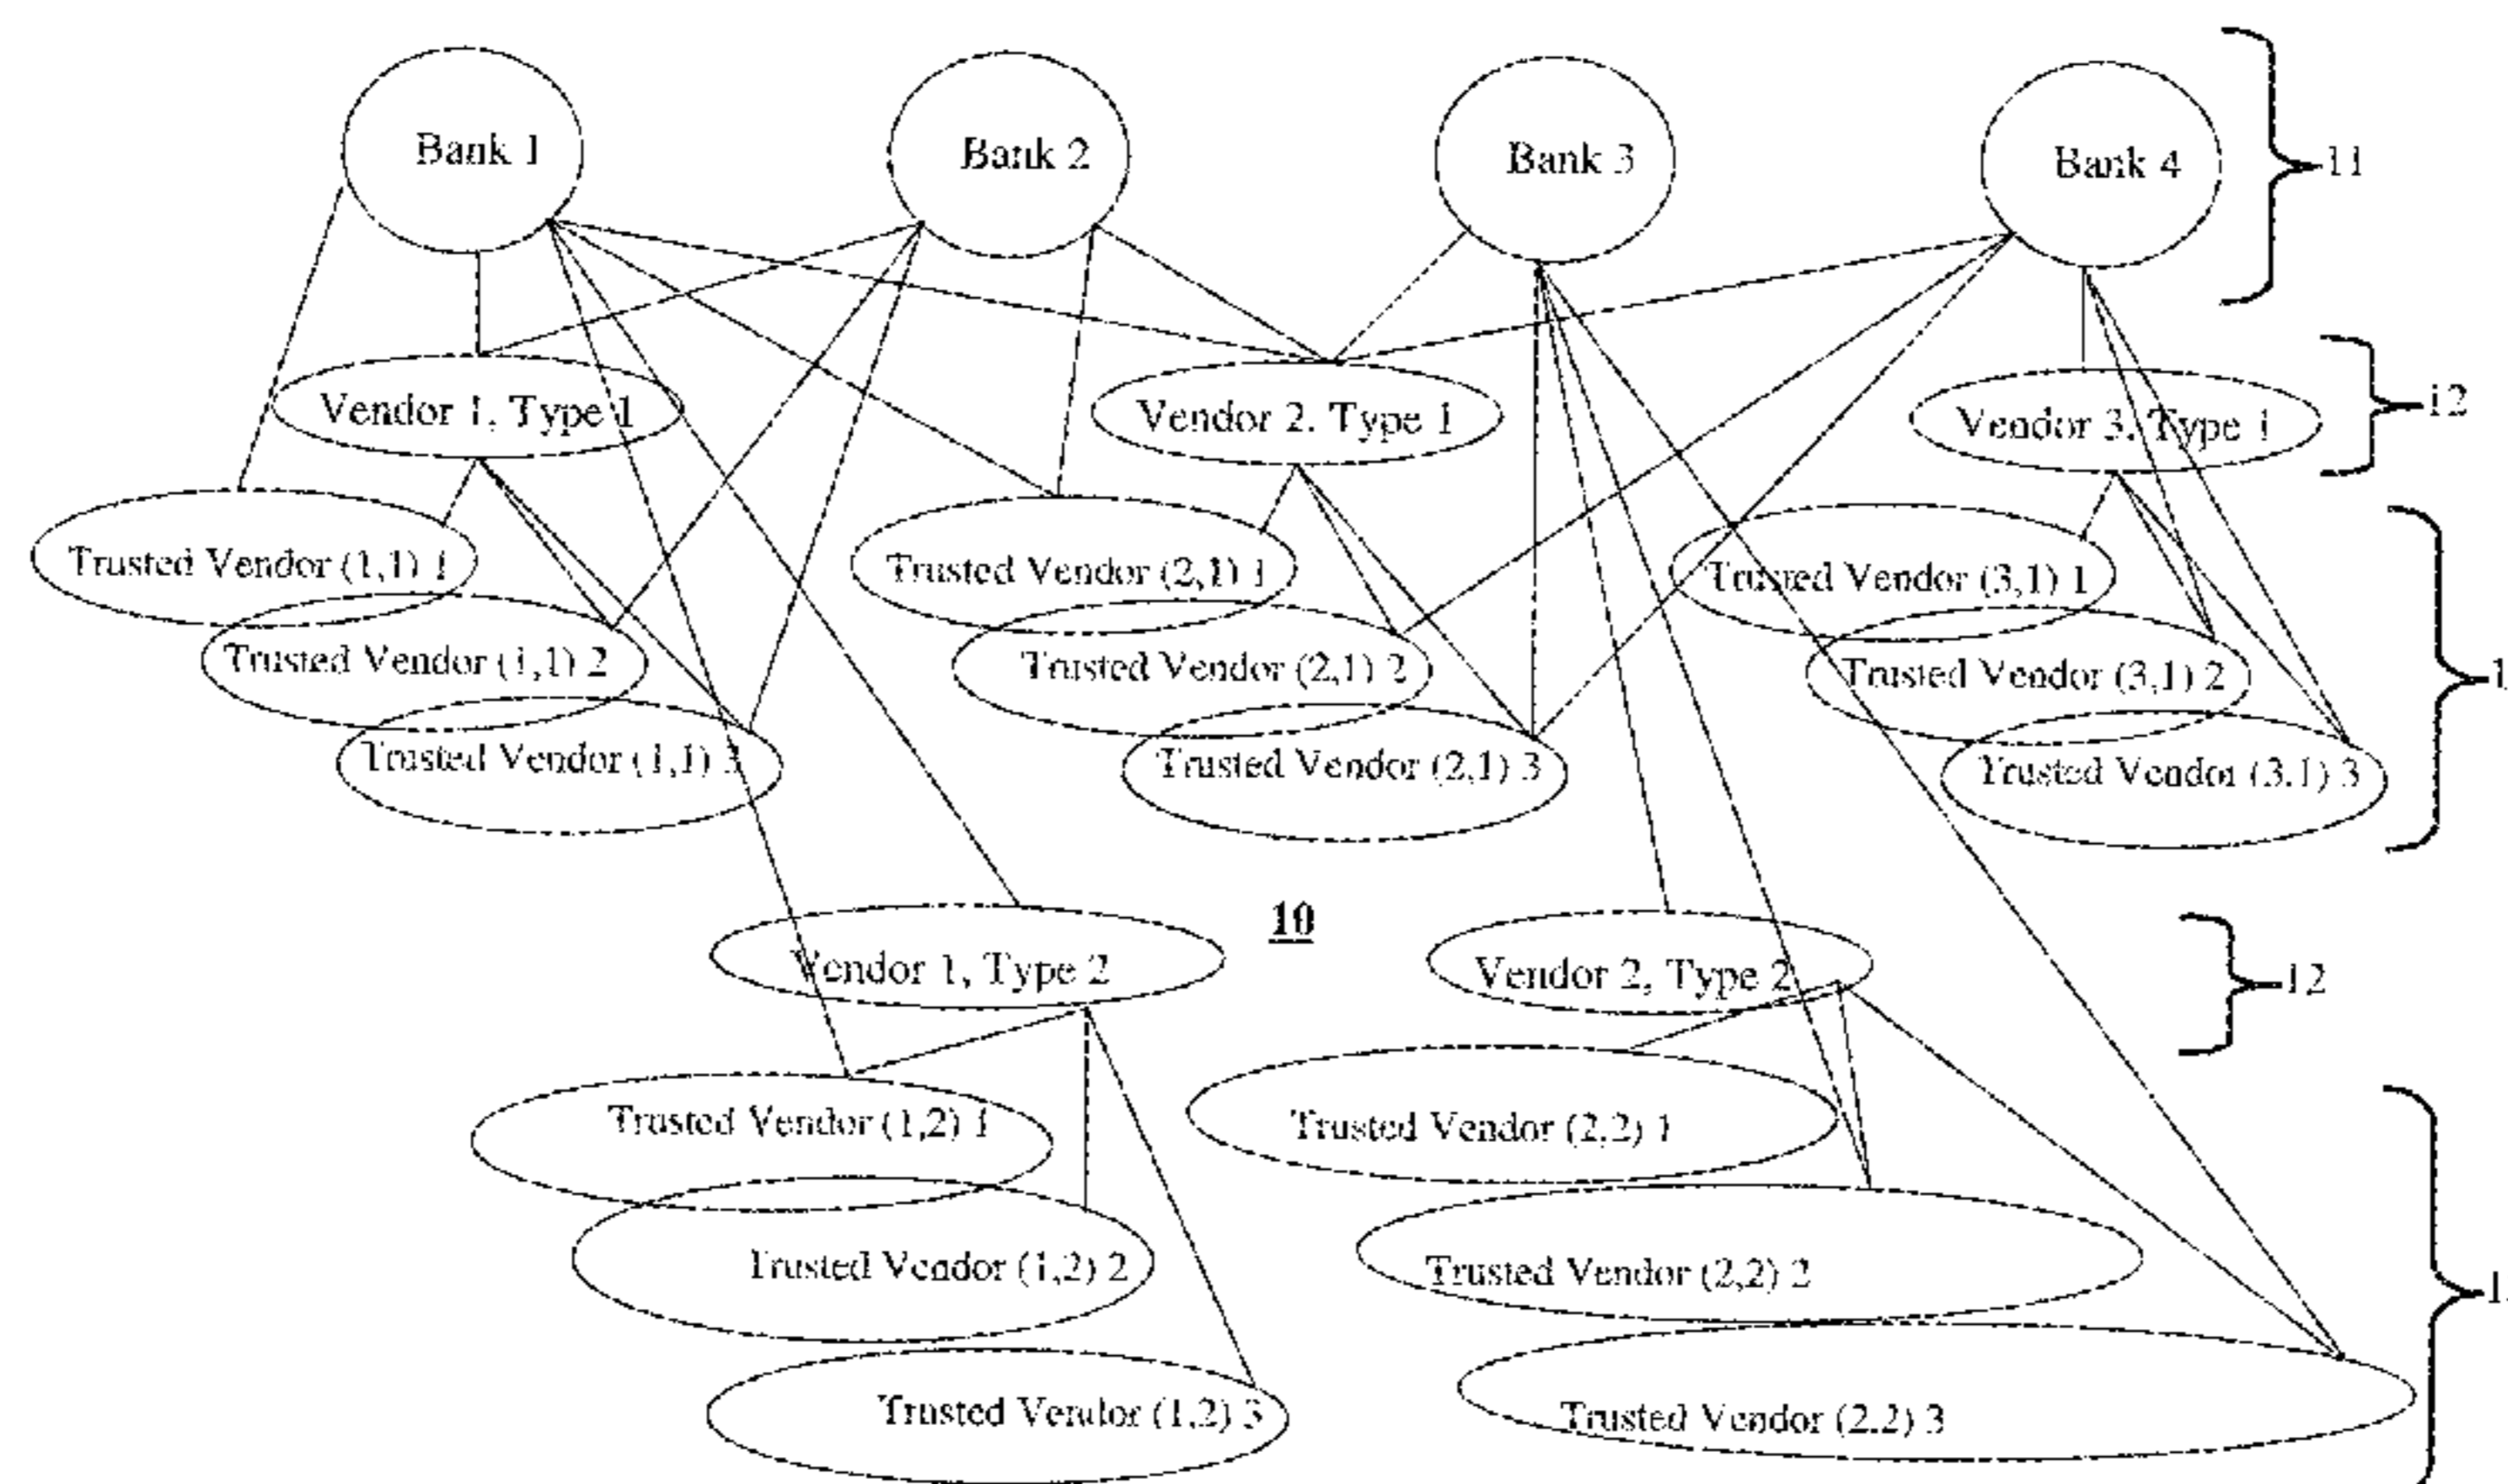 Bank 1
Bank 2
Bank 3
Bank 4
11
Vendor 1, Type 1
Vendor 2. Type 1
Vendor 3, Type 1
12
Trusted Vendor (1,1) 1
Trusted Vendor (2,1) 1
Trusted Vendor (3,1) 1
Trusted Vendor (1,1) 2
Trusted Vendor (2,1) 2
Trusted Vendor (3,1) 2
Trusted Vendor (1,1) 3
Trusted Vendor (2,1) 3
Trusted Vendor (3.1) 3
10
Vendor 1, Type 2
Vendor 2, Type 2
12
Trusted Vendor (1,2) 1
Trusted Vendor (2,2) 1
Trusted Vendor (1,2) 2
Trusted Vendor (2,2) 2
Trusted Vendor (1,2) 3
Trusted Vendor (2.2) 3